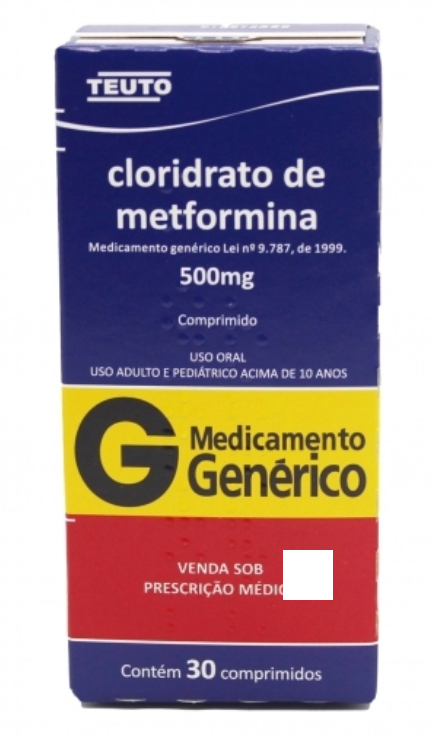 TEUTO
cloridrato de
metformina
Medicamento genérico Lei nº 9.787, de 1999.
500mg
Comprimido
USO ORAL
USO ADULTO E PEDIÁTRICO ACIMA DE 10 ANOS
G Medicamento
Genérico
VENDA SOB
PRESCRIÇÃO
Contém 30 comprimidos